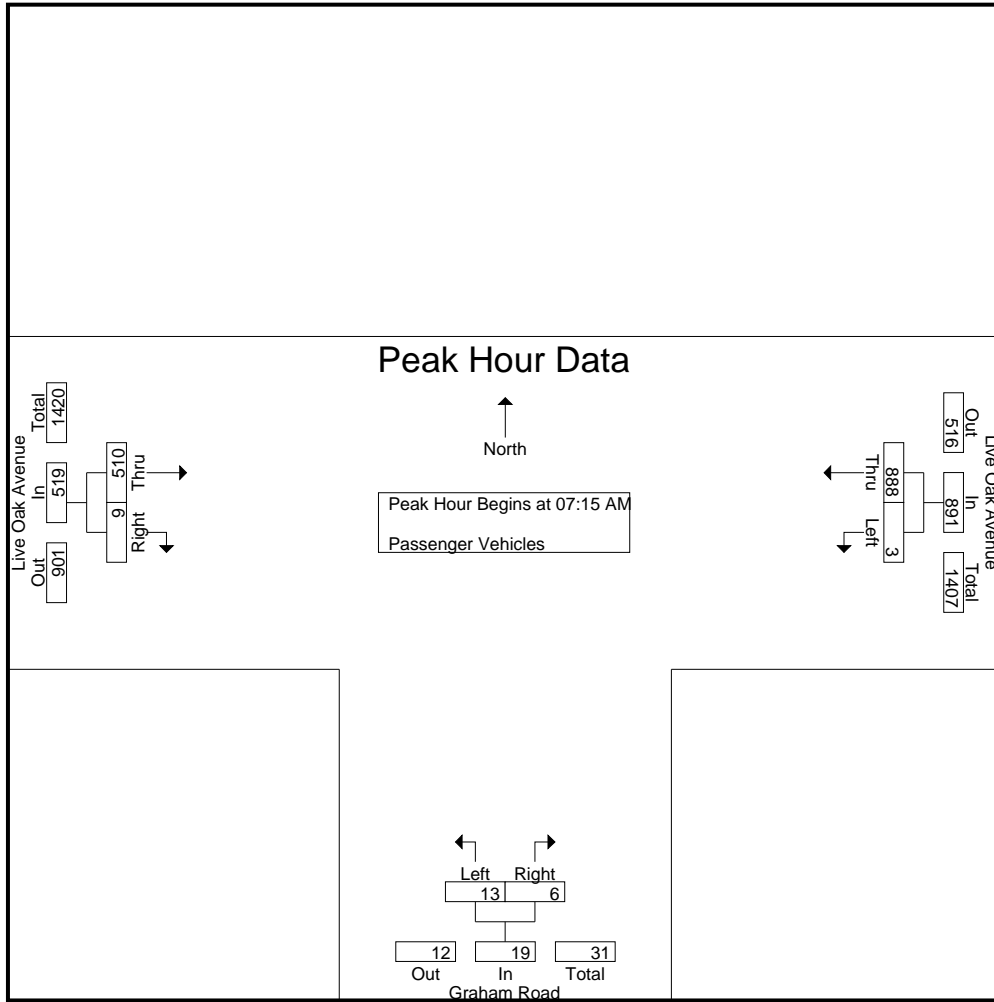 Peak Hour Data
North
Peak Hour Begins at 07:15 AM
Passenger Vehicles
Live Oak Avenue
Total
1420
In
519
Out
901
510
Thru
9
Right
Live Oak Avenue
Out
516
In
891
Total
1407
Thru
888
Left
3
Left Right
13 6
12 19 31
Out In Total
Graham Road